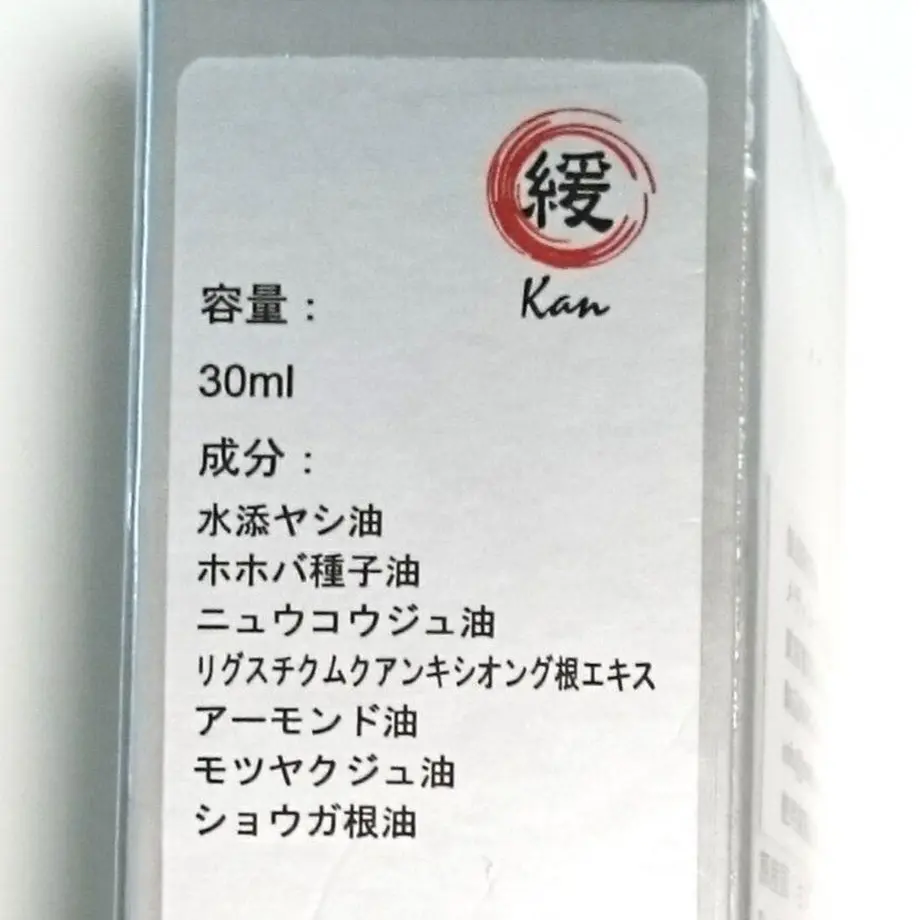 緩
Kan
容量：
30ml
成分：
水添ヤシ油
ホホバ種子油
ニュウコウジュ油
リグスチクムクアンキシオング根エキス
アーモンド油
モツヤクジュ油
ショウガ根油